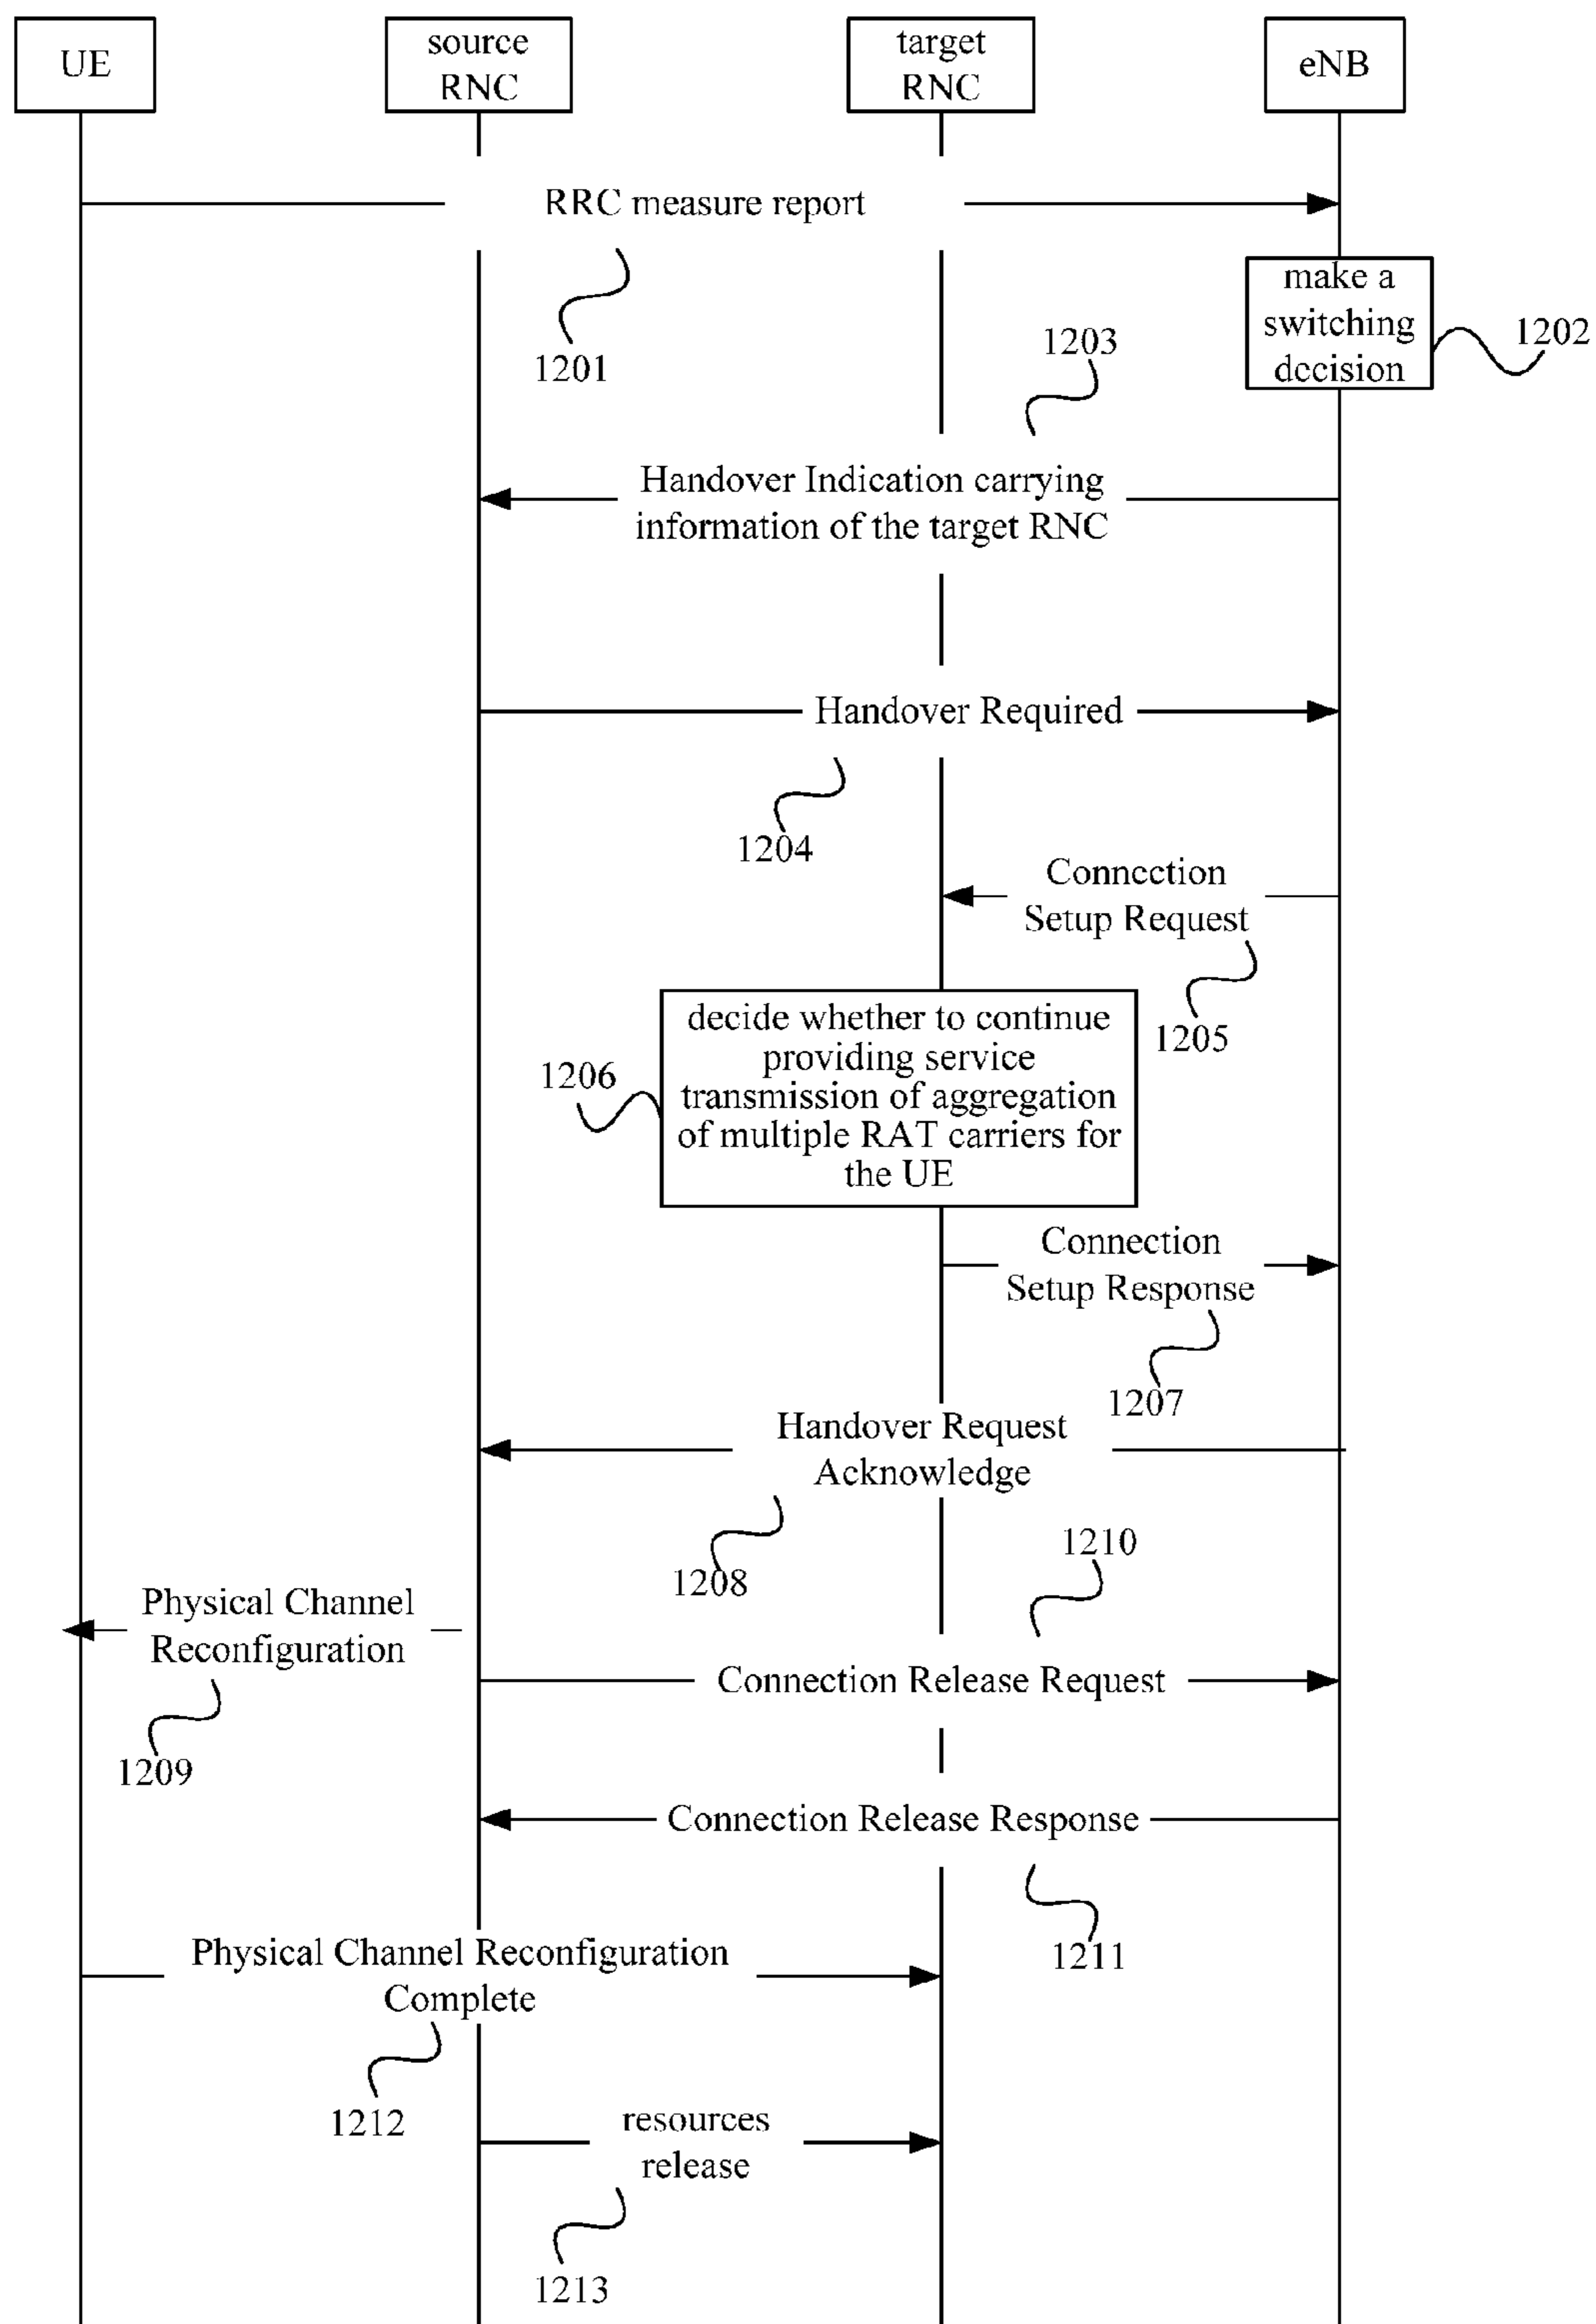 UE
source
RNC
target
RNC
eNB
RRC measure report
1201
make a
switching
decision
1202
1203
Handover Indication carrying
information of the target RNC
Handover Required
1204
Connection
Setup Request
1205
decide whether to continue
providing service
transmission of aggregation
of multiple RAT carriers for
the UE
1206
Connection
Setup Response
1207
Handover Request
Acknowledge
1208
1210
Physical Channel
Reconfiguration
1209
Connection Release Request
Connection Release Response
1211
Physical Channel Reconfiguration
Complete
1212
resources
release
1213